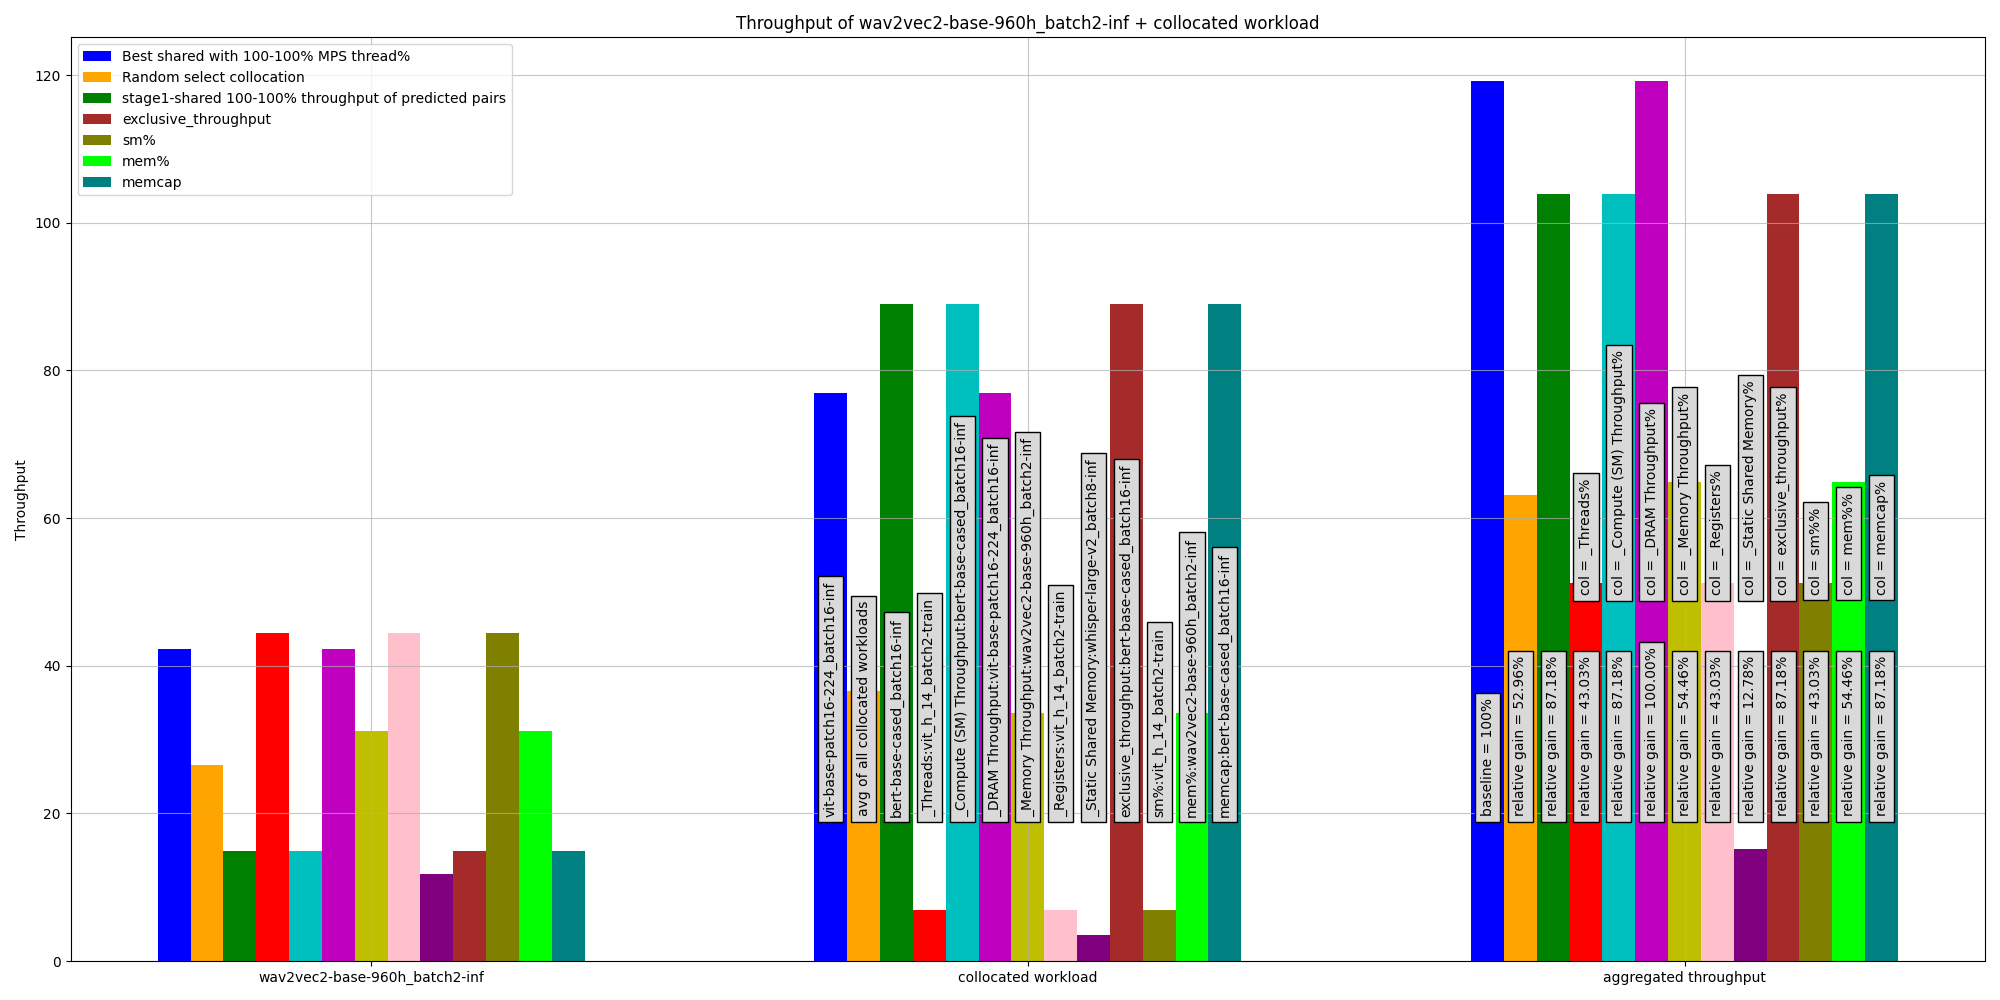 Throughput of wav2vec2-base-960h_batch2-inf + collocated workload
Best shared with 100-100% MPS thread%
Random select collocation
stage1-shared 100-100% throughput of predicted pairs
exclusive_throughput
sm%
mem%
memcap
Throughput
120
100
80
60
40
20
0
vit-base-patch16-224_batch16-inf
avg of all collocated workloads
bert-base-cased_batch16-inf
_Threads:vit_h_14_batch2-train
_Compute (SM) Throughput:bert-base-cased_batch16-inf
_DRAM Throughput:vit-base-patch16-224_batch16-inf
_Memory Throughput:wav2vec2-base-960h_batch2-inf
_Registers:vit_h_14_batch2-train
_Static Shared Memory:whisper-large-v2_batch8-inf
exclusive_throughput:bert-base-cased_batch16-inf
sm%:vit_h_14_batch2-train
mem%:wav2vec2-base-960h_batch2-inf
memcap:bert-base-cased_batch16-inf
col = _Threads%
col = _Compute (SM) Throughput%
col = _DRAM Throughput%
col = _Memory Throughput%
col = _Registers%
col = _Static Shared Memory%
col = exclusive_throughput%
col = sm%%
col = mem%%
col = memcap%
baseline = 100%
relative gain = 52.96%
relative gain = 87.18%
relative gain = 43.03%
relative gain = 87.18%
relative gain = 100.00%
relative gain = 54.46%
relative gain = 43.03%
relative gain = 12.78%
relative gain = 87.18%
relative gain = 43.03%
relative gain = 54.46%
relative gain = 87.18%
wav2vec2-base-960h_batch2-inf
collocated workload
aggregated throughput